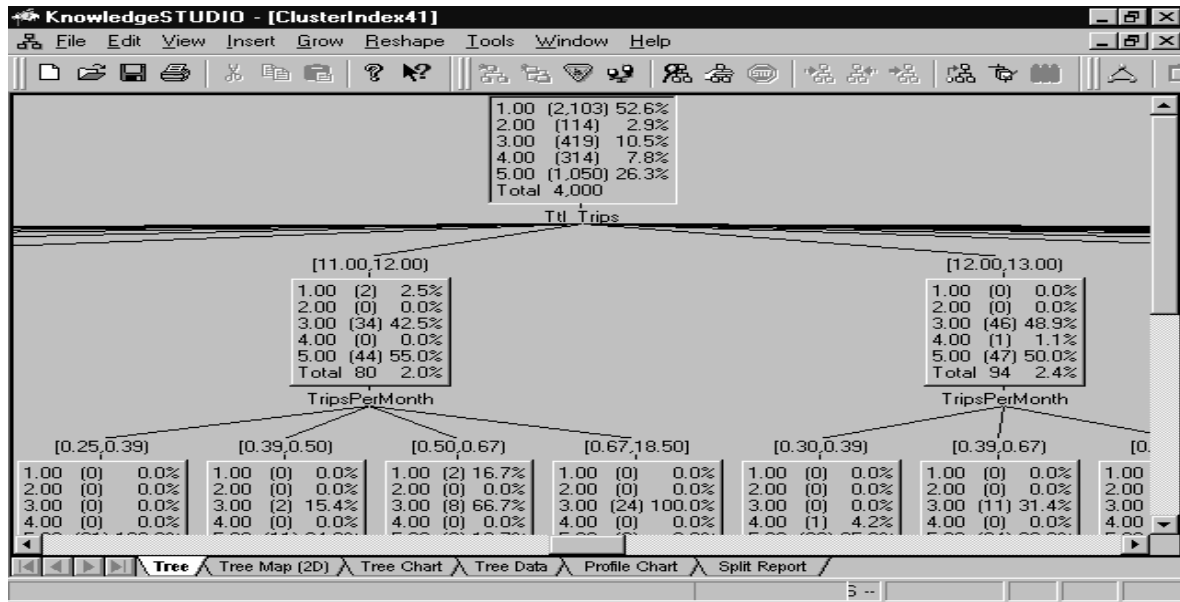 KnowledgeSTUDIO - [ClusterIndex41]
File Edit View Insert Grow Reshape Tools Window Help
1.00 (2,103) 52.6%
2.00 (114) 2.9%
3.00 (419) 10.5%
4.00 (314) 7.8%
5.00 (1,050) 26.3%
Total 4,000
Ttl_Trips
[11.00,12.00)
1.00 (2) 2.5%
2.00 (0) 0.0%
3.00 (34) 42.5%
4.00 (0) 0.0%
5.00 (44) 55.0%
Total 80 2.0%
TripsPerMonth
[12.00,13.00)
1.00 (0) 0.0%
2.00 (0) 0.0%
3.00 (46) 48.9%
4.00 (1) 1.1%
5.00 (47) 50.0%
Total 94 2.4%
TripsPerMonth
[0.25,0.39)
1.00 (0) 0.0%
2.00 (0) 0.0%
3.00 (0) 0.0%
4.00 (0) 0.0%
[0.39,0.50)
1.00 (0) 0.0%
2.00 (0) 0.0%
3.00 (2) 15.4%
4.00 (0) 0.0%
[0.50,0.67)
1.00 (2) 16.7%
2.00 (0) 0.0%
3.00 (8) 66.7%
4.00 (0) 0.0%
[0.67,18.50)
1.00 (0) 0.0%
2.00 (0) 0.0%
3.00 (24) 100.0%
4.00 (0) 0.0%
[0.30,0.39)
1.00 (0) 0.0%
2.00 (0) 0.0%
3.00 (0) 0.0%
4.00 (1) 4.2%
[0.39,0.67)
1.00 (0) 0.0%
2.00 (0) 0.0%
3.00 (11) 31.4%
4.00 (0) 0.0%
[0.
1.00
2.00
3.00
4.00
Tree Tree Map (2D) Tree Chart Tree Data Profile Chart Split Report